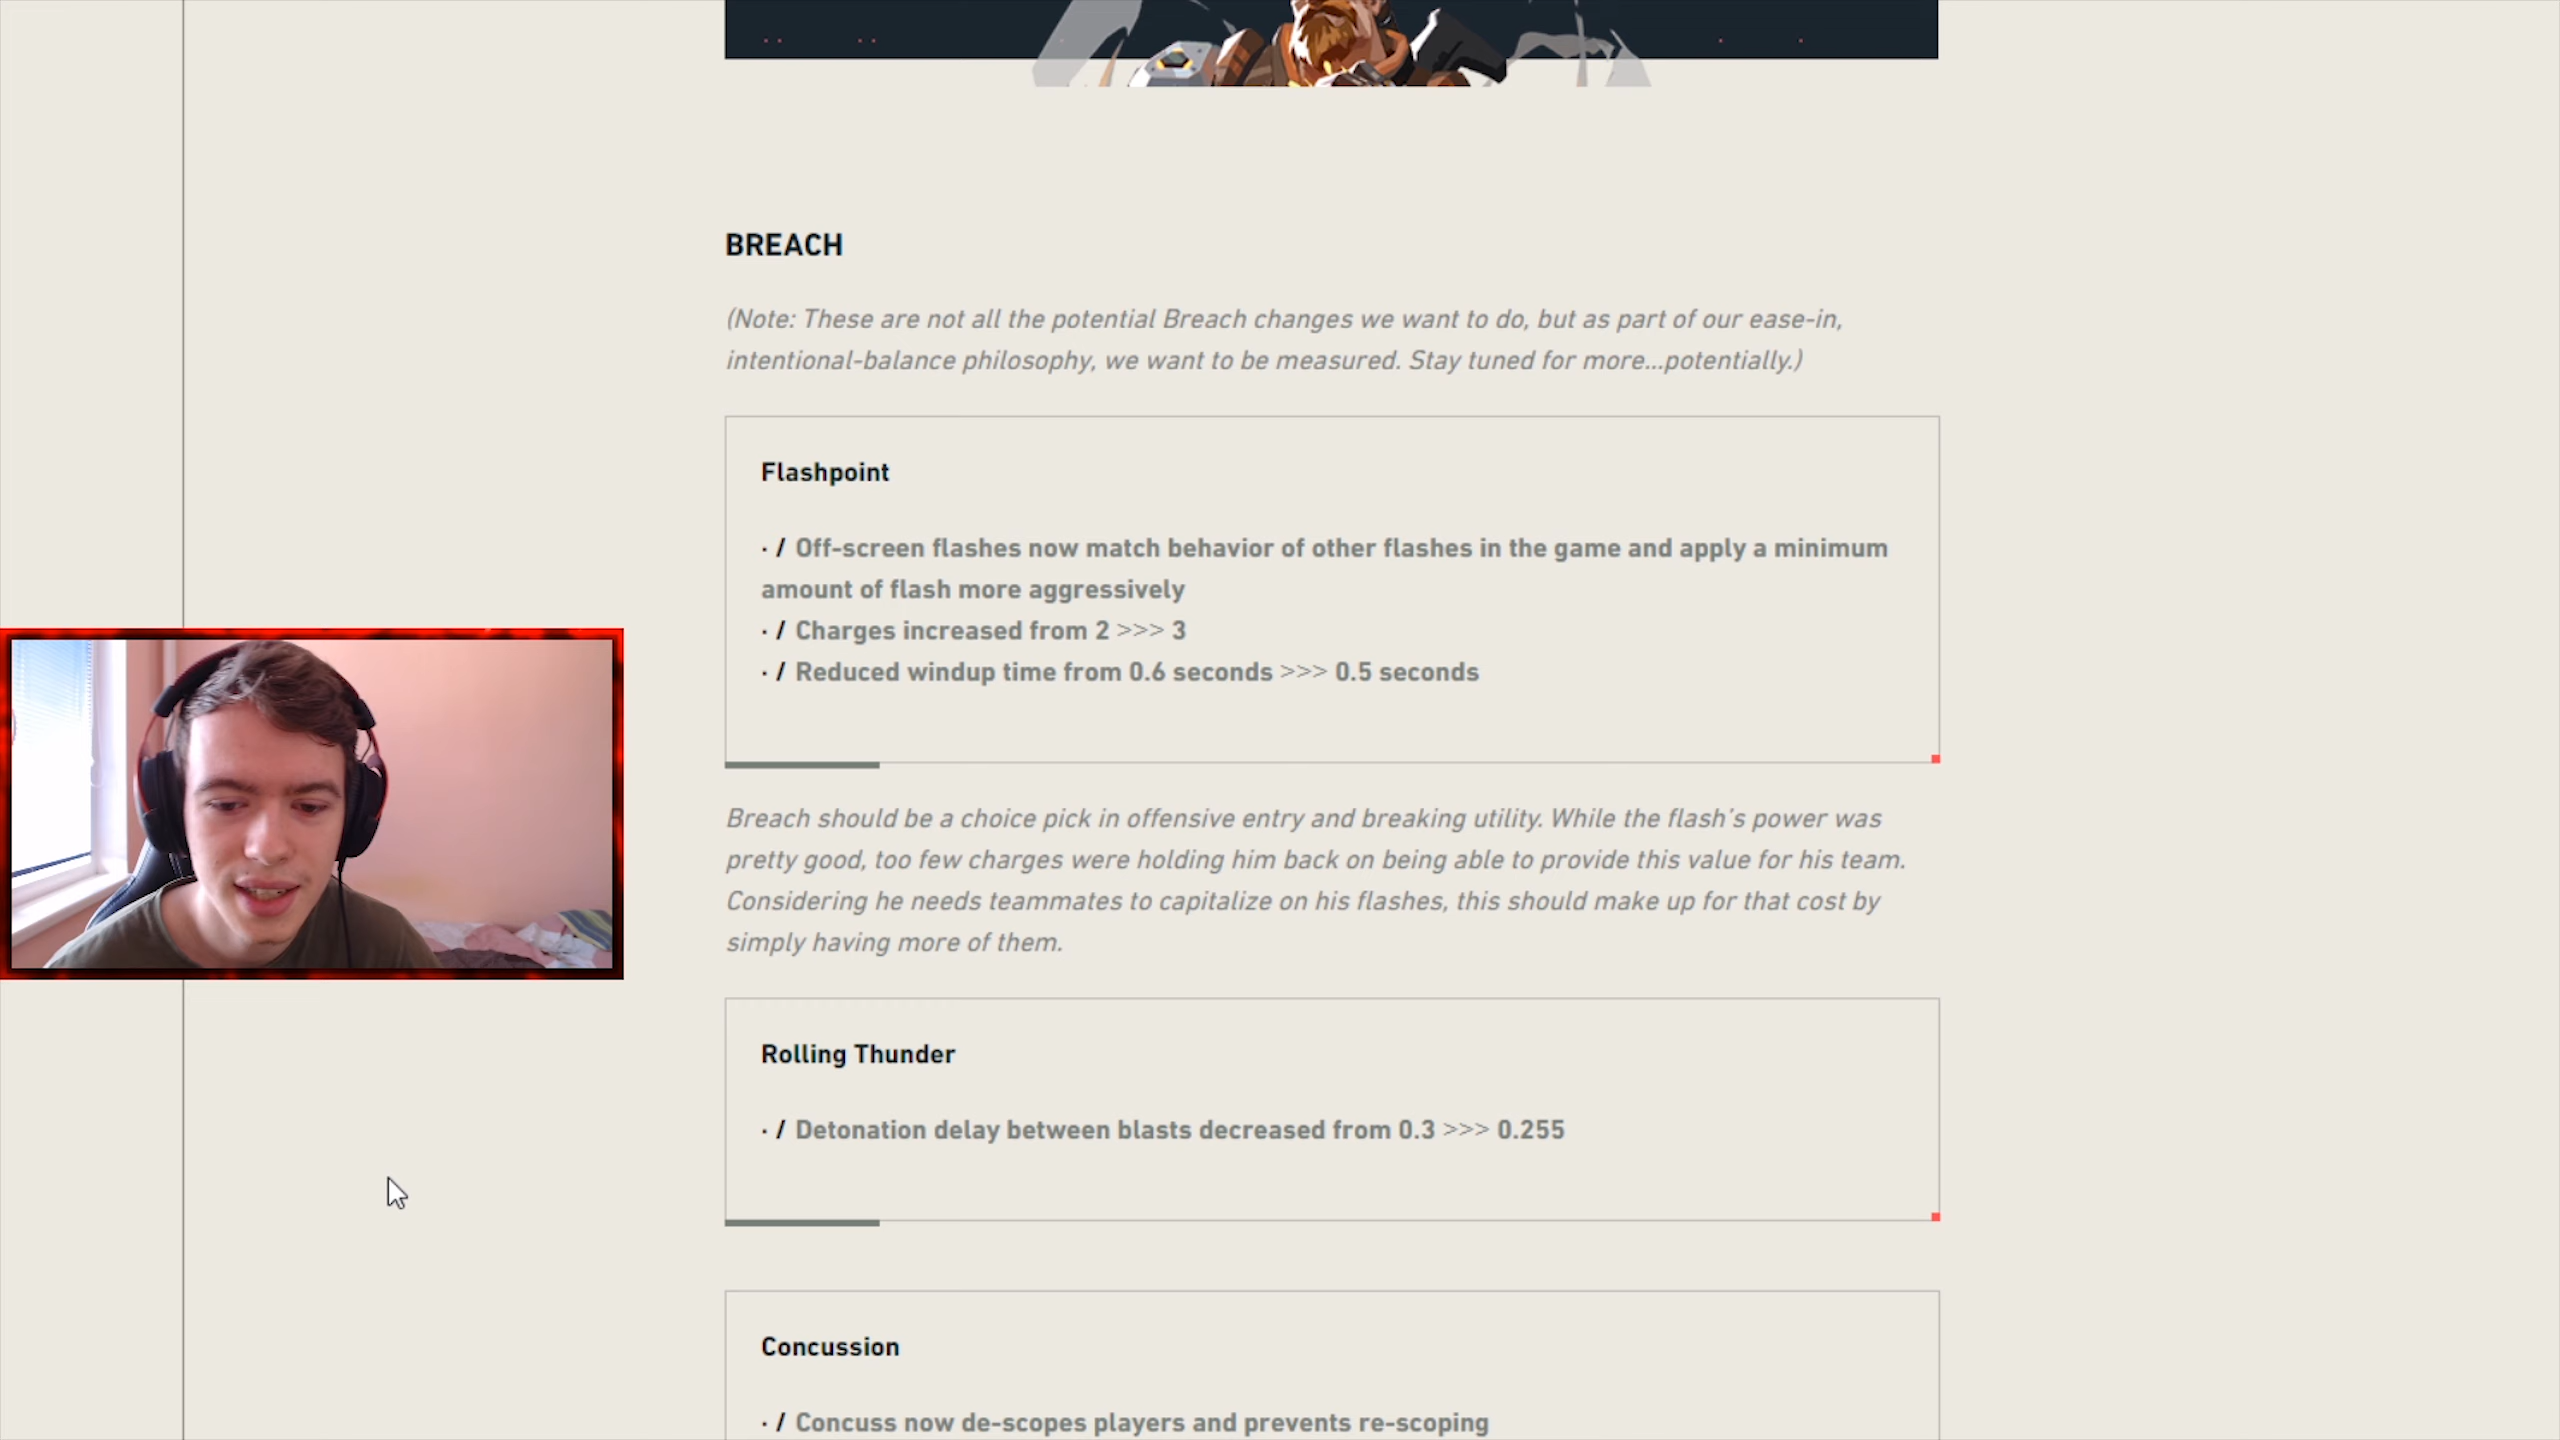 BREACH
(Note: These are not all the potential Breach changes we want to do, but as part of our ease-in,
intentional-balance philosophy, we want to be measured. Stay tuned for more...potentially.)
Flashpoint
· / Off-screen flashes now match behavior of other flashes in the game and apply a minimum
amount of flash more aggressively
· / Charges increased from 2 >>> 3
· / Reduced windup time from 0.6 seconds >>> 0.5 seconds
Breach should be a choice pick in offensive entry and breaking utility. While the flash's power was
pretty good, too few charges were holding him back on being able to provide this value for his team.
Considering he needs teammates to capitalize on his flashes, this should make up for that cost by
simply having more of them.
Rolling Thunder
· / Detonation delay between blasts decreased from 0.3 >>> 0.255
Concussion
· / Concuss now de-scopes players and prevents re-scoping